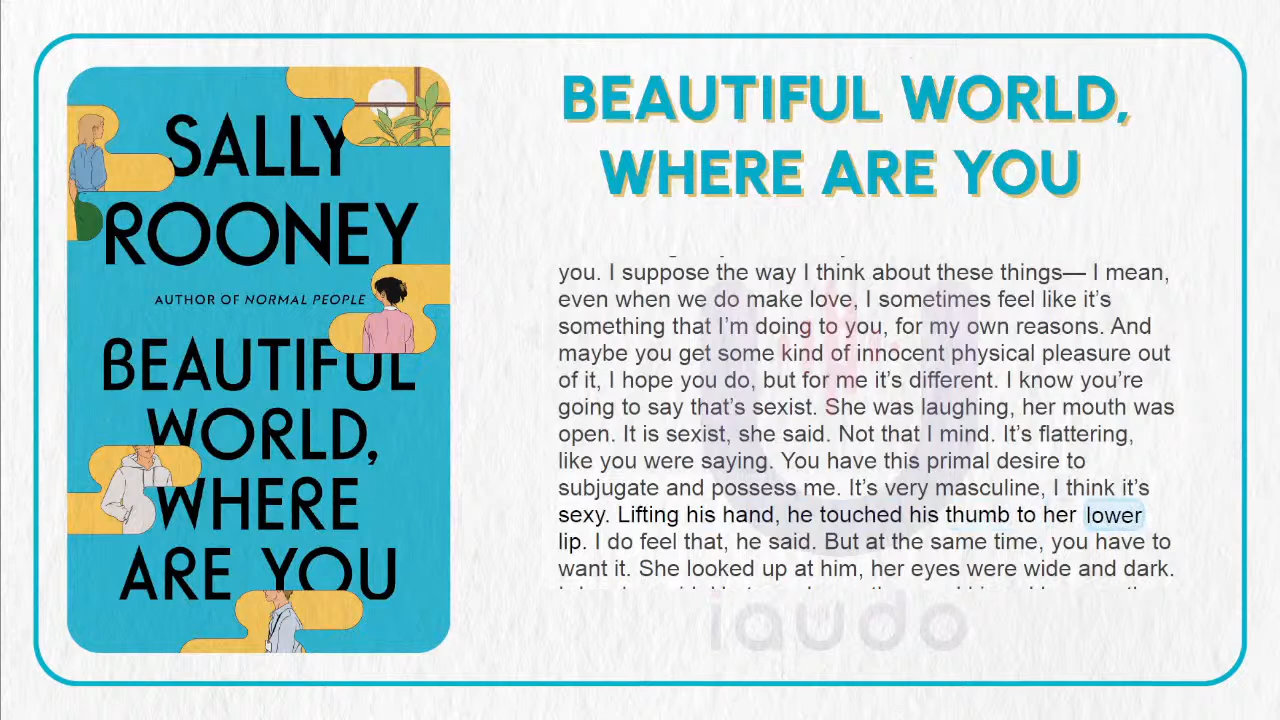 SALLY
ROONEY
AUTHOR OF NORMAL PEOPLE
BEAUTIFUL
WORLD,
WHERE
ARE YOU
BEAUTIFUL WORLD,
WHERE ARE YOU
you. I suppose the way I think about these things— I mean,
even when we do make love, I sometimes feel like it's
something that I'm doing to you, for my own reasons. And
maybe you get some kind of innocent physical pleasure out
of it, I hope you do, but for me it's different. I know you're
going to say that's sexist. She was laughing, her mouth was
open. It is sexist, she said. Not that I mind. It's flattering,
like you were saying. You have this primal desire to
subjugate and possess me. It's very masculine, I think it's
sexy. Lifting his hand, he touched his thumb to her lower
lip. I do feel that, he said. But at the same time, you have to
want it. She looked up at him, her eyes were wide and dark.
iaudo